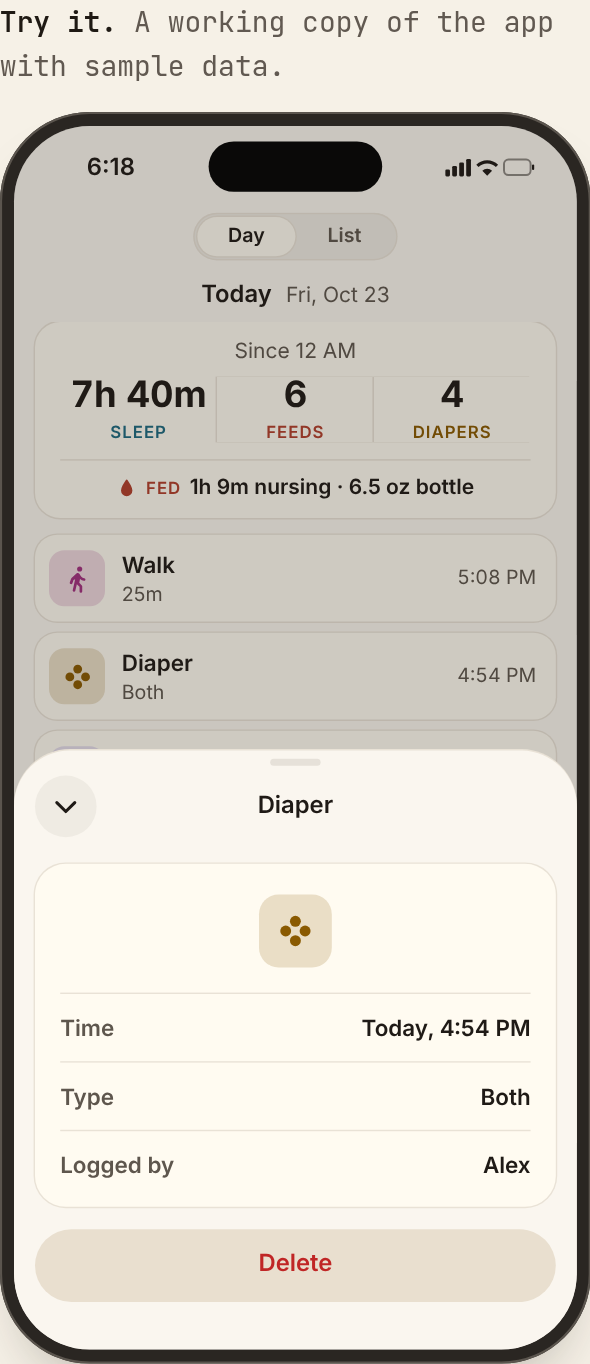 Try it. A working copy of the app
with sample data.
6:18
Day List
Today Fri, Oct 23
Since 12 AM
7h 40m 6 4
SLEEP FEEDS DIAPERS
FED 1h 9m nursing · 6.5 oz bottle
Walk
25m
5:08 PM
Diaper
Both
4:54 PM
Diaper
Time Today, 4:54 PM
Type Both
Logged by Alex
Delete